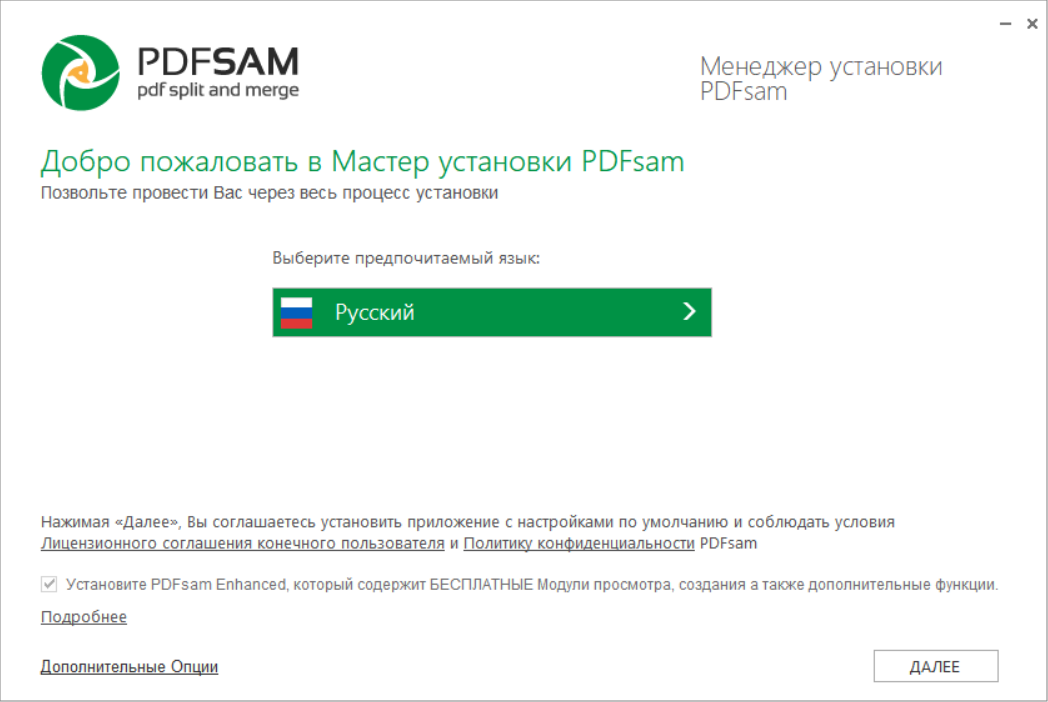 PDFSAM
pdf split and merge
Менеджер установки
PDFsam
Добро пожаловать в Мастер установки PDFsam
Позвольте провести Вас через весь процесс установки
Выберите предпочитаемый язык:
Русский
Нажимая «Далее», Вы соглашаетесь установить приложение с настройками по умолчанию и соблюдать условия
Лицензионного соглашения конечного пользователя и Политику конфиденциальности PDFsam
Установите PDFsam Enhanced, который содержит БЕСПЛАТНЫЕ Модули просмотра, создания а также дополнительные функции.
Подробнее
Дополнительные Опции
ДАЛЕЕ